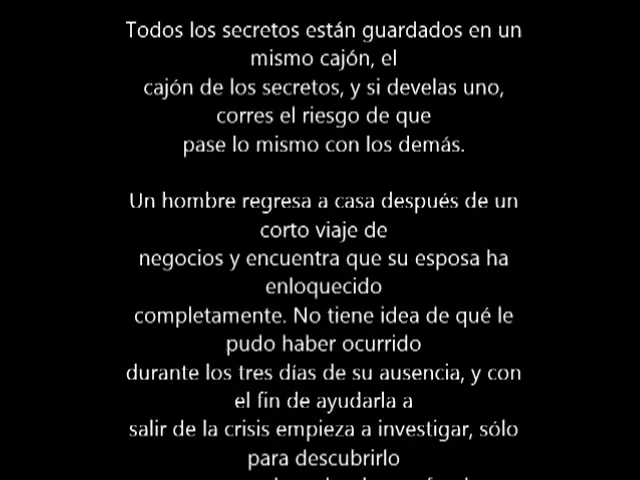 Todos los secretos están guardados en un
mismo cajón, el
cajón de los secretos, y si develas uno,
corres el riesgo de que
pase lo mismo con los demás.
Un hombre regresa a casa después de un
corto viaje de
negocios y encuentra que su esposa ha
enloquecido
completamente. No tiene idea de qué le
pudo haber ocurrido
durante los tres días de su ausencia, y con
el fin de ayudarla a
salir de la crisis empieza a investigar, sólo
para descubrirlo